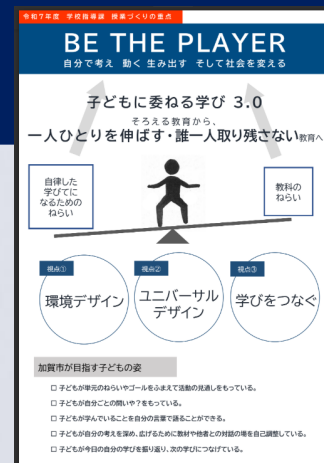 令和7年度 学校指導課 授業づくりの重点
BE THE PLAYER
自分で考え 動く 生み出す そして社会を変える
子どもに委ねる学び 3.0
そろえる教育から、
一人ひとりを伸ばす・誰一人取り残さない教育へ
自律した
学びてに
なるための
ねらい
教科の
ねらい
視点①
環境デザイン
視点②
ユニバーサル
デザイン
視点③
学びをつなぐ
加賀市が目指す子どもの姿
□ 子どもが単元のねらいやゴールをふまえて活動の見通しをもっている。
□ 子どもが自分ごとの問いや?をもっている。
□ 子どもが学んでいることを自分の言葉で語ることができる。
□ 子どもが自分の考えを深め、広げるために教材や他者との対話の場を自己調整している。
□ 子どもが今日の自分の学びを振り返り、次の学びにつなげている。